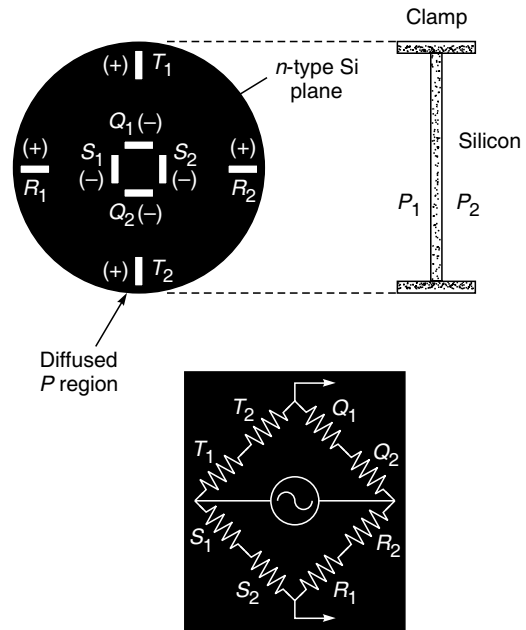 Clamp
(+) T1
n-type Si
plane
Q1 (–)
(+) S1 S2 (+)
Silicon
R1 (–) (–) R2
Q2 (–)
P1 P2
(+) T2
Diffused
P region
T2 Q1
T1 Q2
S1 R2
S2 R1